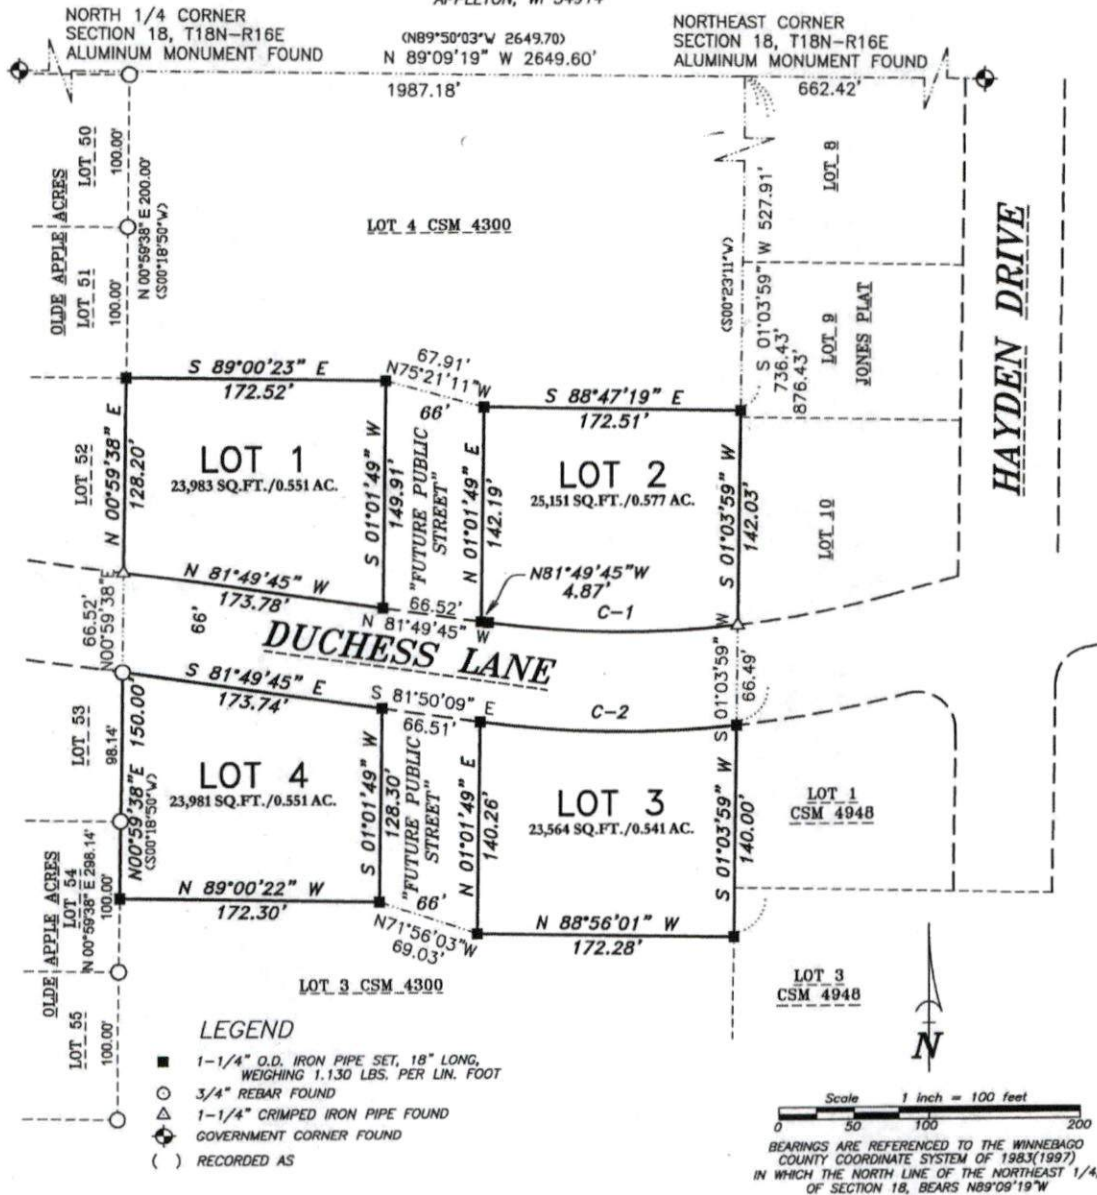 APPLETON, WI 54914
NORTH 1/4 CORNER
SECTION 18, T18N-R16E
ALUMINUM MONUMENT FOUND
(N89°50'03"W 2649.70)
N 89°09'19" W 2649.60'
1987.18'
NORTHEAST CORNER
SECTION 18, T18N-R16E
ALUMINUM MONUMENT FOUND
662.42'
OLDE APPLE ACRES
LOT 50
100.00'
LOT 51
100.00'
N 00°59'38" E 200.00'
(S00°18'50"W)
LOT 4 CSM 4300
(S00°23'11"W)
S 01°03'59" W 527.91'
736.43'
876.43'
LOT 8
LOT 9
JONES PLAT
LOT 10
HAYDEN DRIVE
S 89°00'23" E
172.52'
67.91'
N75°21'11"W
66'
S 88°47'19" E
172.51'
LOT 52
N 00°59'38" E
128.20'
LOT 1
23,983 SQ.FT./0.551 AC.
S 01°01'49" W
149.91'
"FUTURE PUBLIC
STREET"
N 01°01'49" E
142.19'
LOT 2
25,151 SQ.FT./0.577 AC.
S 01°03'59" W
142.03'
N 81°49'45" W
173.78'
66.52'
N 81°49'45" W
N81°49'45"W
4.87'
C-1
66.52'
N00°59'38"E
66'
DUCHESS LANE
S 01°03'59" W
66.49'
S 81°49'45" E
173.74'
S 81°50'09" E
66.51'
C-2
LOT 53
98.14'
N00°59'38"E 150.00'
(S00°18'50"W)
LOT 4
23,981 SQ.FT./0.551 AC.
S 01°01'49" W
128.30'
"FUTURE PUBLIC
STREET"
66'
N 01°01'49" E
140.26'
LOT 3
23,564 SQ.FT./0.541 AC.
S 01°03'59" W
140.00'
LOT 1
CSM 4948
N 89°00'22" W
172.30'
N71°56'03"W
69.03'
N 88°56'01" W
172.28'
OLDE APPLE ACRES
LOT 54
N 00°59'38" E 298.14'
100.00'
LOT 55
100.00'
LOT 3 CSM 4300
LOT 3
CSM 4948
N
LEGEND
1-1/4" O.D. IRON PIPE SET, 18" LONG,
WEIGHING 1.130 LBS. PER LIN. FOOT
3/4" REBAR FOUND
1-1/4" CRIMPED IRON PIPE FOUND
GOVERNMENT CORNER FOUND
( ) RECORDED AS
Scale 1 inch = 100 feet
0 50 100 200
BEARINGS ARE REFERENCED TO THE WINNEBAGO
COUNTY COORDINATE SYSTEM OF 1983(1997)
IN WHICH THE NORTH LINE OF THE NORTHEAST 1/4,
OF SECTION 18, BEARS N89°09'19"W